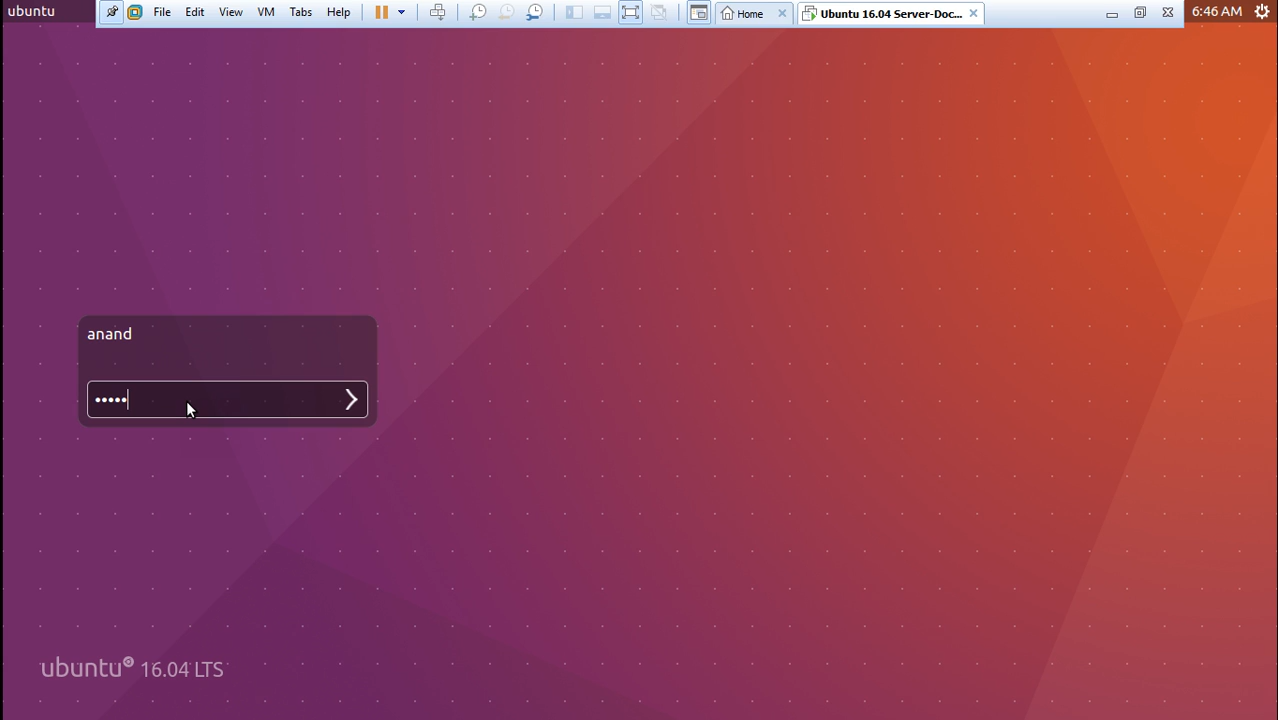 ubuntu File Edit View VM Tabs Help Home Ubuntu 16.04 Server-Doc... 6:46 AM
anand
•••••
ubuntu 16.04 LTS